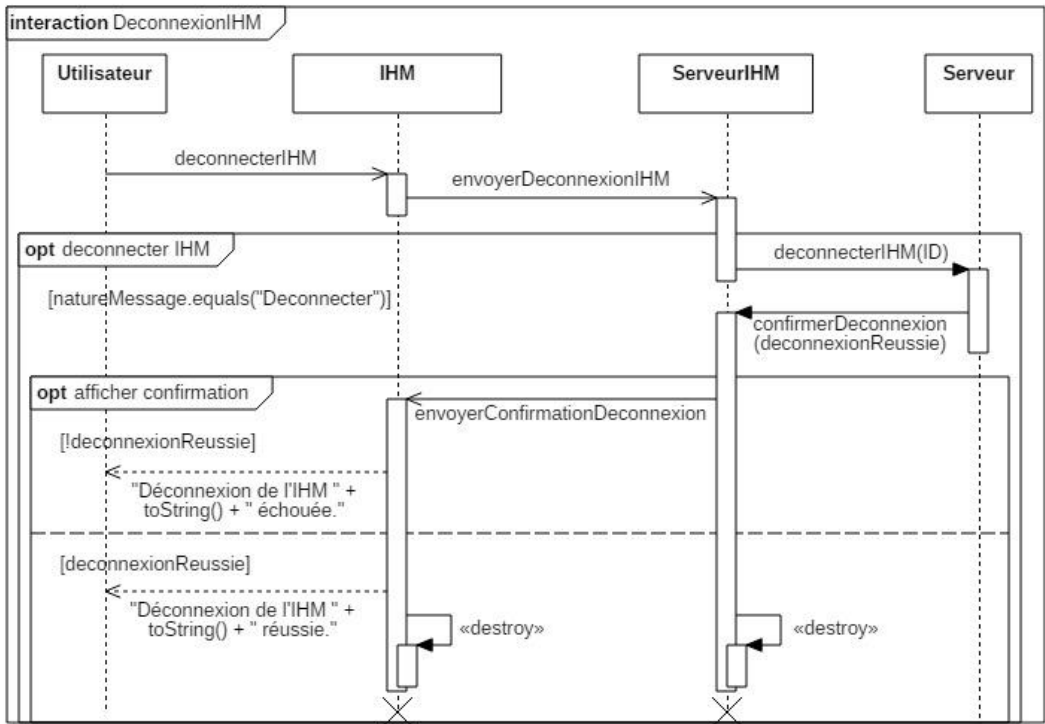 interaction DeconnexionIHM
Utilisateur
IHM
ServeurIHM
Serveur
deconnecterIHM
envoyerDeconnexionIHM
opt deconnecter IHM
deconnecterIHM(ID)
[natureMessage.equals("Deconnecter")]
confirmerDeconnexion
(deconnexionReussie)
opt afficher confirmation
envoyerConfirmationDeconnexion
[!deconnexionReussie]
"Déconnexion de l'IHM " +
toString() + " échouée."
[deconnexionReussie]
"Déconnexion de l'IHM " +
toString() + " réussie."
«destroy»
«destroy»